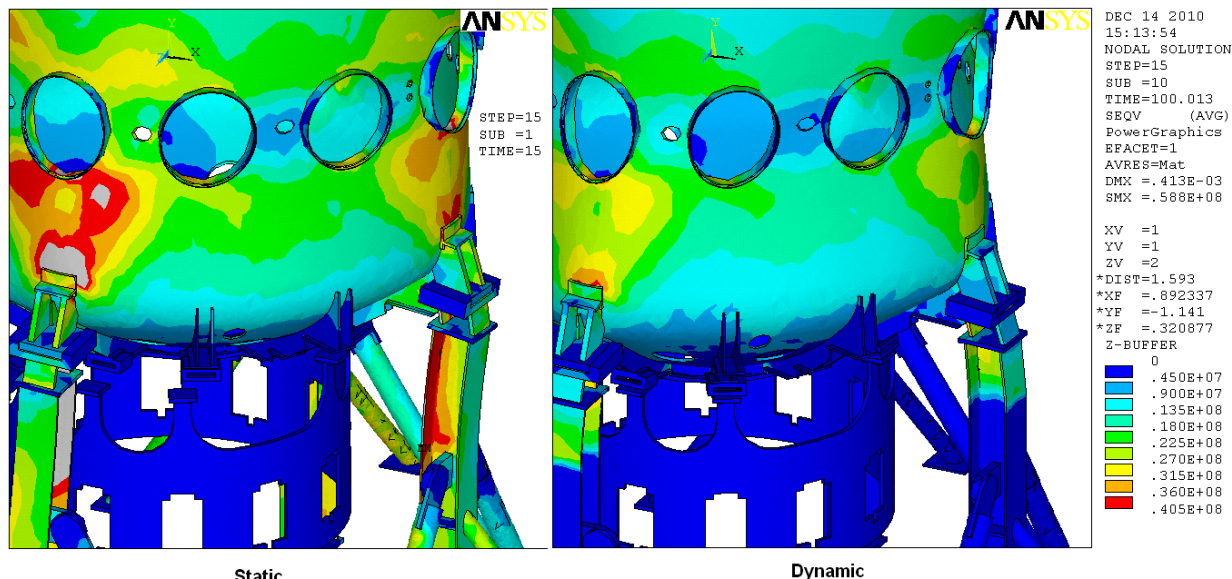 ANSYS
Y
X
STEP=15
SUB =1
TIME=15
Static
ANSYS
Y
X
Dynamic
DEC 14 2010
15:13:54
NODAL SOLUTION
STEP=15
SUB =10
TIME=100.013
SEQV (AVG)
PowerGraphics
EFACET=1
AVRES=Mat
DMX =.413E-03
SMX =.588E+08
XV =1
YV =1
ZV =2
*DIST=1.593
*XF =.892337
*YF =-1.141
*ZF =.320877
Z-BUFFER
0
.450E+07
.900E+07
.135E+08
.180E+08
.225E+08
.270E+08
.315E+08
.360E+08
.405E+08